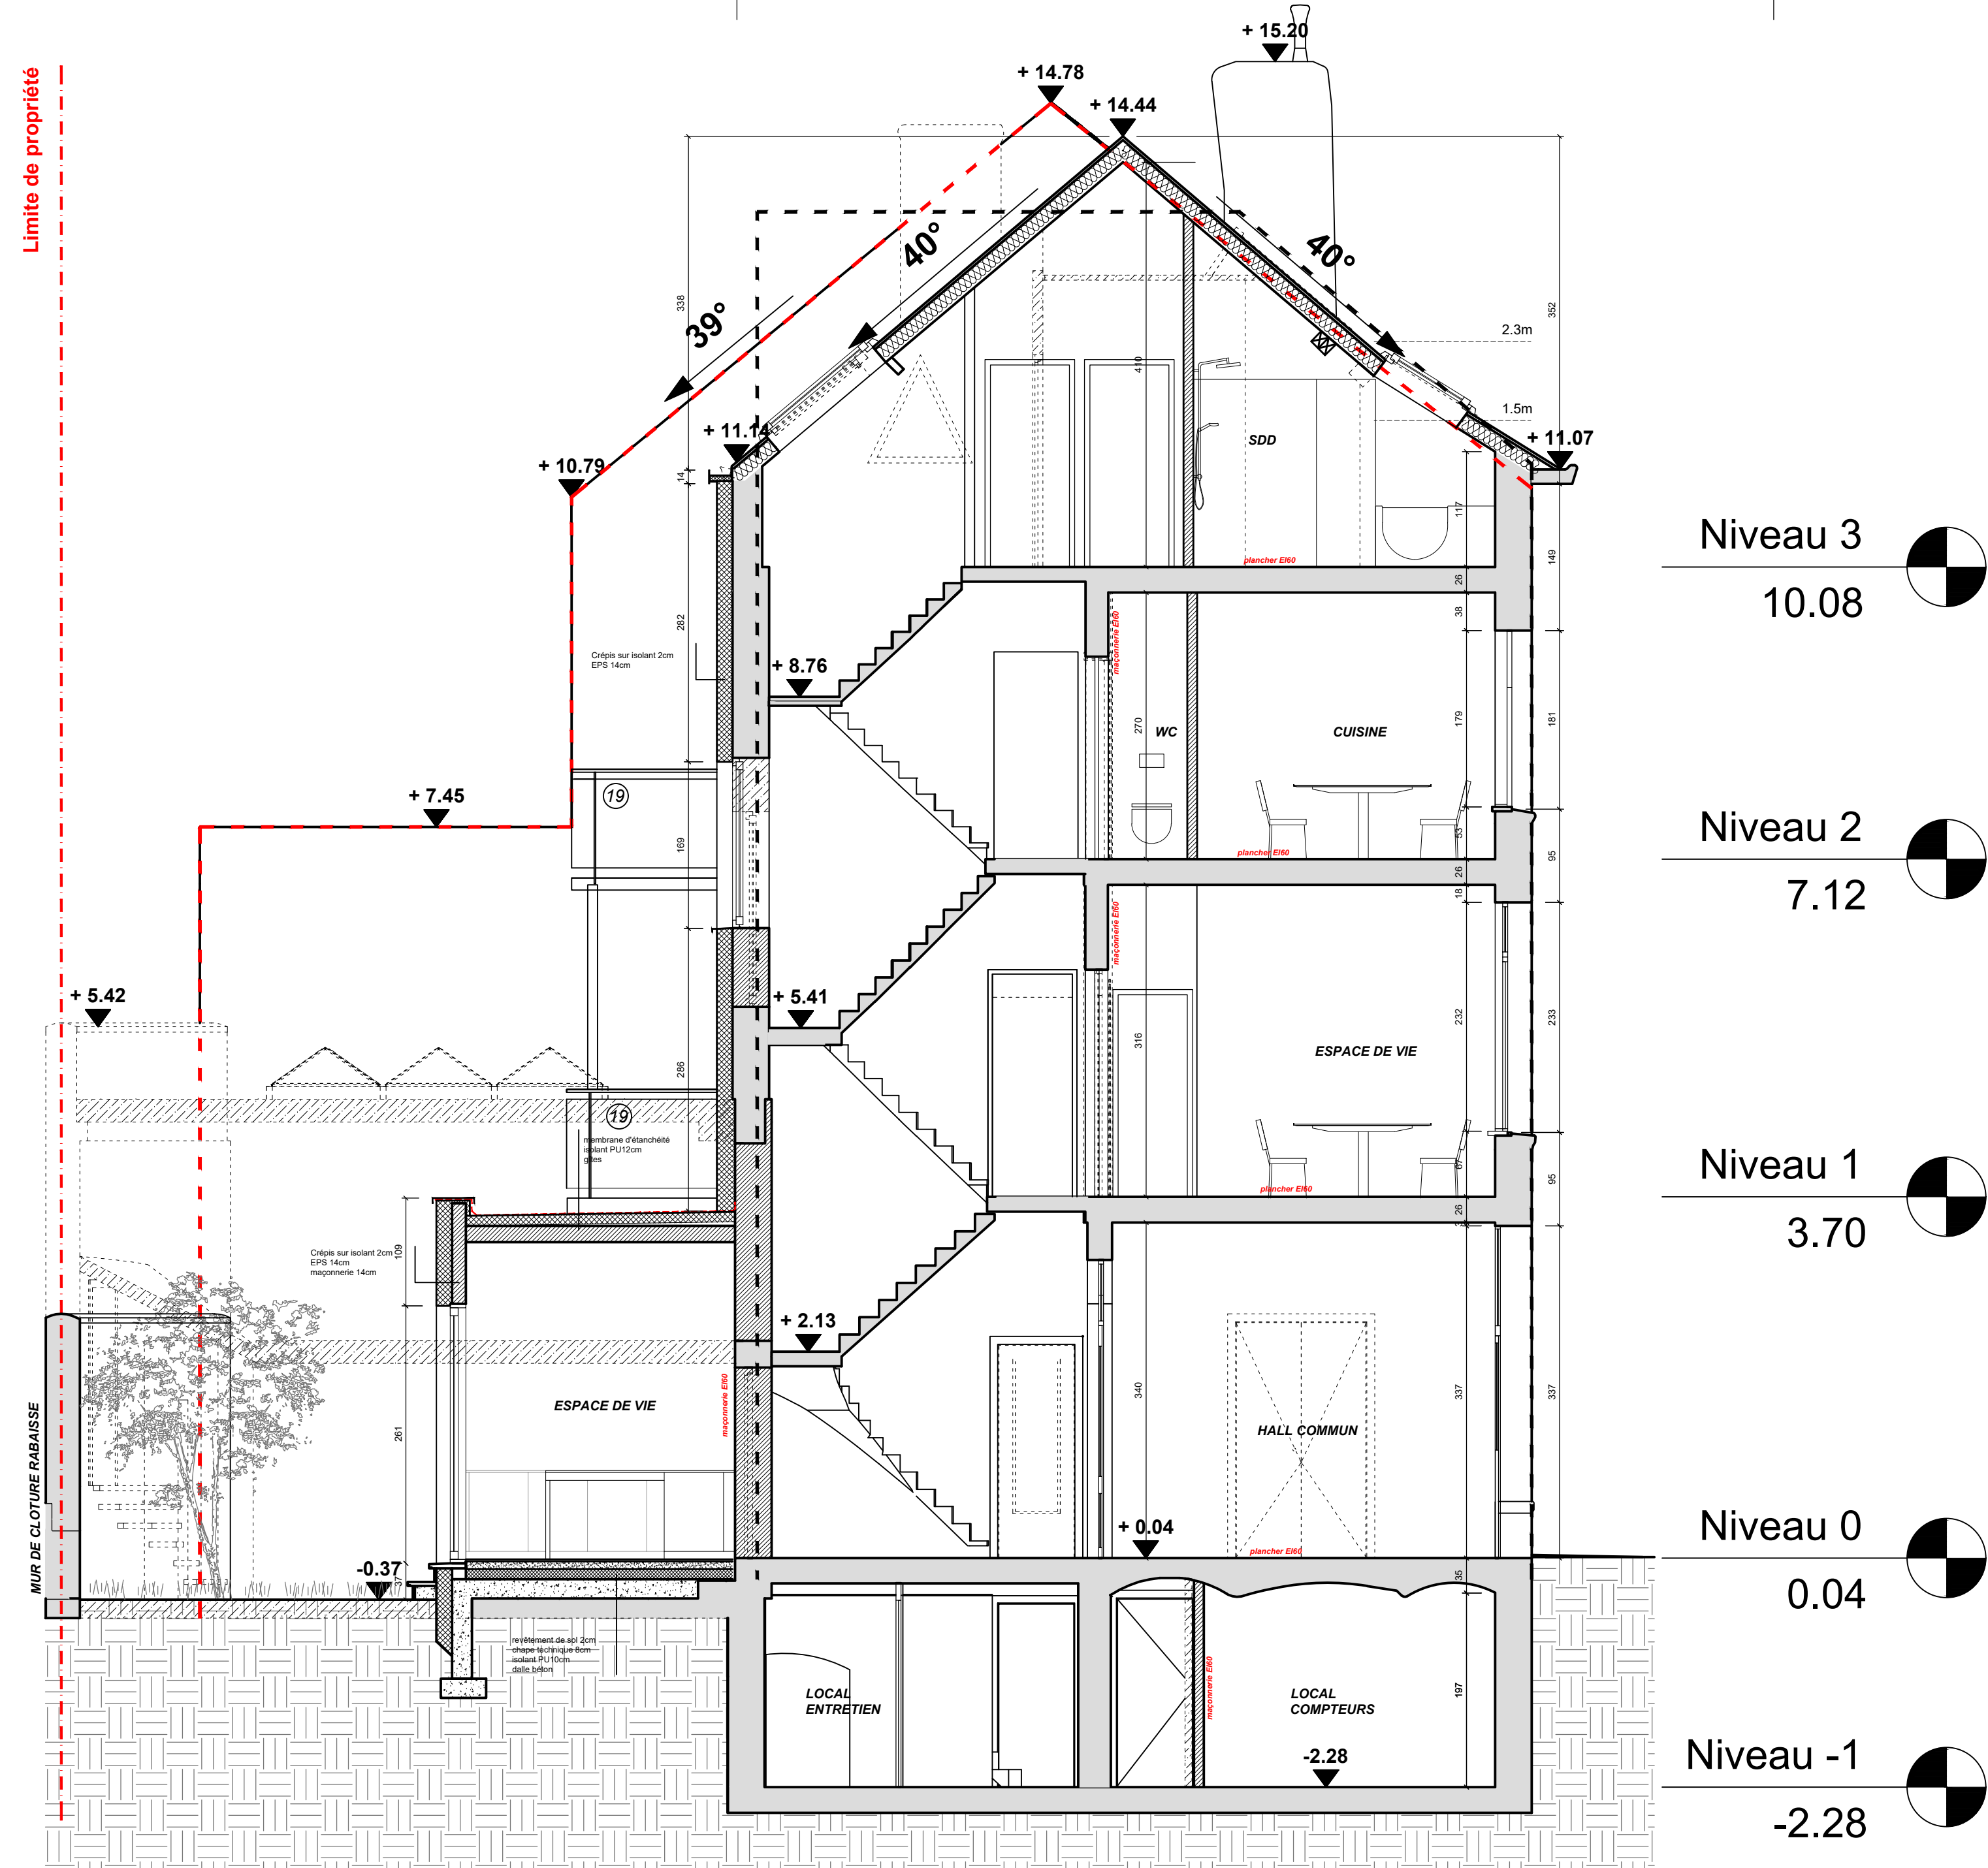 + 15.20
+ 14.78
+ 14.44
Limite de propriété
40°
40°
39°
338
352
410
2.3m
1.5m
SDD
+ 11.14
+ 11.07
+ 10.79
14
117
149
Niveau 3
10.08
plancher EI60
26
38
282
maçonnerie EI60
Crépis sur isolant 2cm
EPS 14cm
+ 8.76
270
WC
CUISINE
179
181
19
+ 7.45
169
53
95
Niveau 2
7.12
plancher EI60
26
18
maçonnerie EI60
+ 5.42
+ 5.41
316
232
233
ESPACE DE VIE
286
19
membrane d'étanchéité
isolant PU12cm
gites
67
95
Niveau 1
3.70
plancher EI60
26
Crépis sur isolant 2cm
EPS 14cm
maçonnerie 14cm
109
+ 2.13
340
337
337
261
ESPACE DE VIE
maçonnerie EI60
HALL COMMUN
MUR DE CLOTURE RABAISSE
+ 0.04
plancher EI60
Niveau 0
0.04
-0.37
37
35
revêtement de sol 2cm
chape technique 8cm
isolant PU10cm
dalle béton
maçonnerie EI60
LOCAL
ENTRETIEN
LOCAL
COMPTEURS
197
-2.28
Niveau -1
-2.28